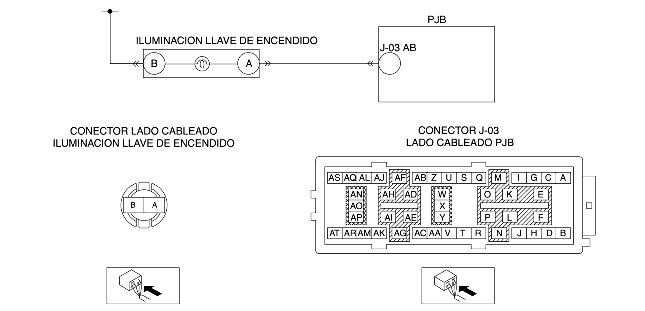 PJB
ILUMINACION LLAVE DE ENCENDIDO
J-03 AB
B A
CONECTOR LADO CABLEADO
ILUMINACION LLAVE DE ENCENDIDO
CONECTOR J-03
LADO CABLEADO PJB
AS AQ AL AJ AF AB Z U S Q M I G C A
AN AH AD W O K E
B A
AO X
AP AI AE Y P L F
AT AR AM AK AG AC AA V T R N J H D B